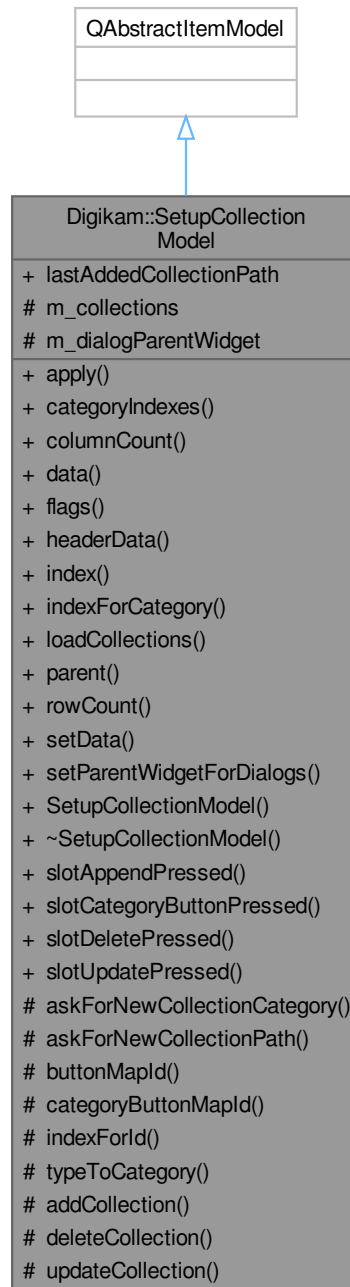 QAbstractItemModel
Digikam::SetupCollection
Model
+ lastAddedCollectionPath
# m_collections
# m_dialogParentWidget
+ apply()
+ categoryIndexes()
+ columnCount()
+ data()
+ flags()
+ headerData()
+ index()
+ indexForCategory()
+ loadCollections()
+ parent()
+ rowCount()
+ setData()
+ setParentWidgetForDialogs()
+ SetupCollectionModel()
+ ~SetupCollectionModel()
+ slotAppendPressed()
+ slotCategoryButtonPressed()
+ slotDeletePressed()
+ slotUpdatePressed()
# askForNewCollectionCategory()
# askForNewCollectionPath()
# buttonMapId()
# categoryButtonMapId()
# indexForId()
# typeToCategory()
# addCollection()
# deleteCollection()
# updateCollection()